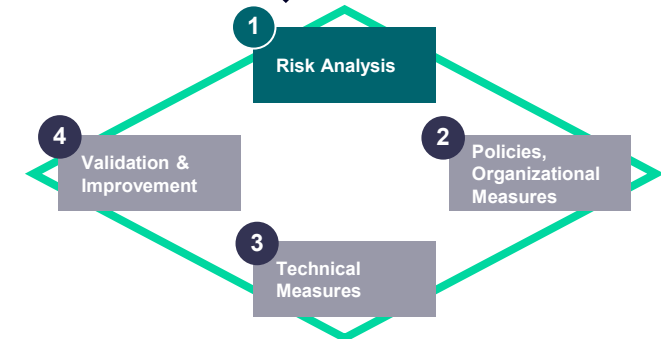 1
Risk Analysis
2
Policies,
Organizational
Measures
3
Technical
Measures
4
Validation &
Improvement